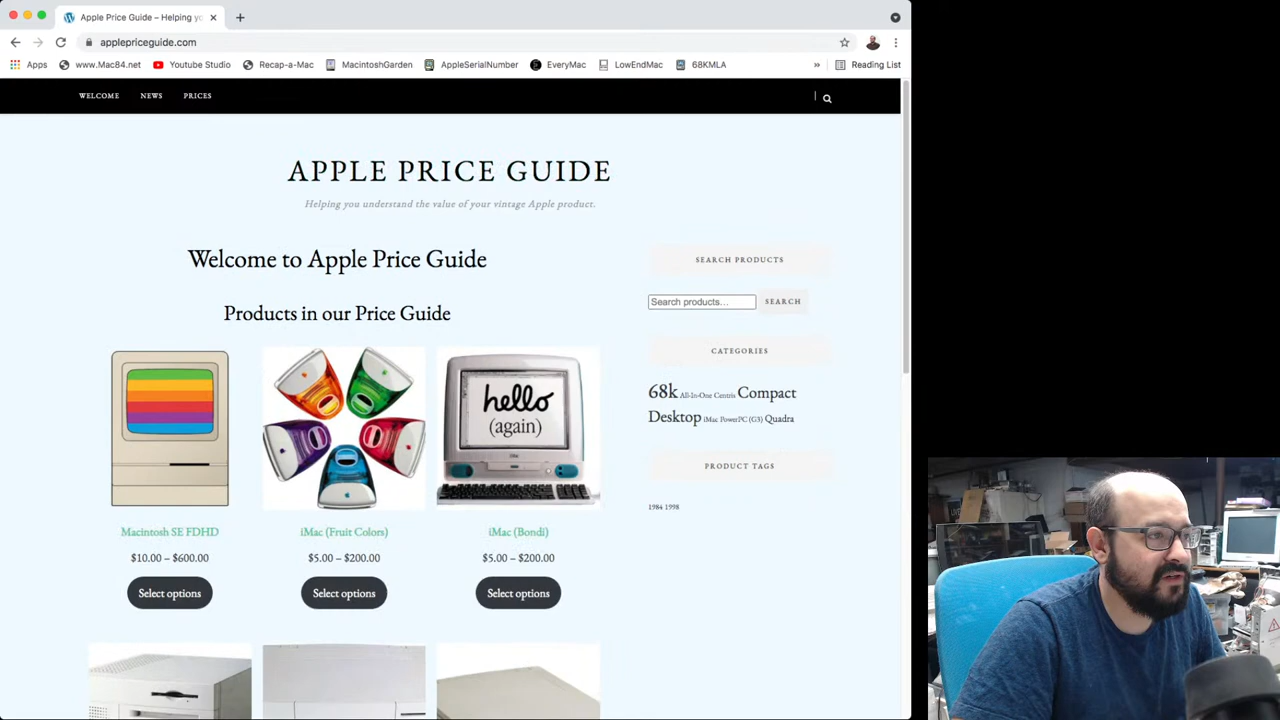 Apple Price Guide – Helping yo
applepriceguide.com
Apps www.Mac84.net Youtube Studio Recap-a-Mac MacintoshGarden AppleSerialNumber EveryMac LowEndMac 68KMLA » Reading List
WELCOME NEWS PRICES
APPLE PRICE GUIDE
Helping you understand the value of your vintage Apple product.
Welcome to Apple Price Guide
Products in our Price Guide
hello
(again)
Macintosh SE FDHD
$10.00 – $600.00
Select options
iMac (Fruit Colors)
$5.00 – $200.00
Select options
iMac (Bondi)
$5.00 – $200.00
Select options
SEARCH PRODUCTS
Search products…
SEARCH
CATEGORIES
68k All-In-One Centris Compact
Desktop iMac PowerPC (G3) Quadra
PRODUCT TAGS
1984 1998